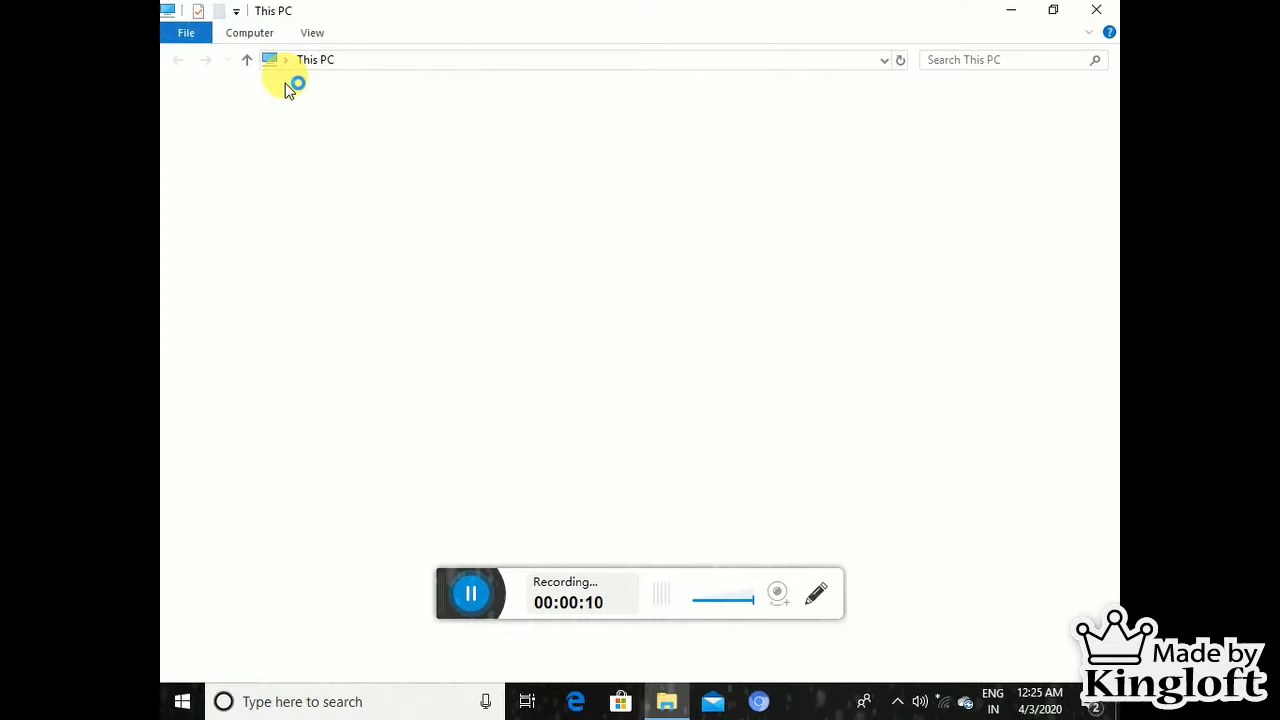 This PC
File
Computer
View
This PC
Search This PC
Recording...
00:00:10
Made by
Kingloft
Type here to search
ENG
IN
12:25 AM
4/3/2020
2